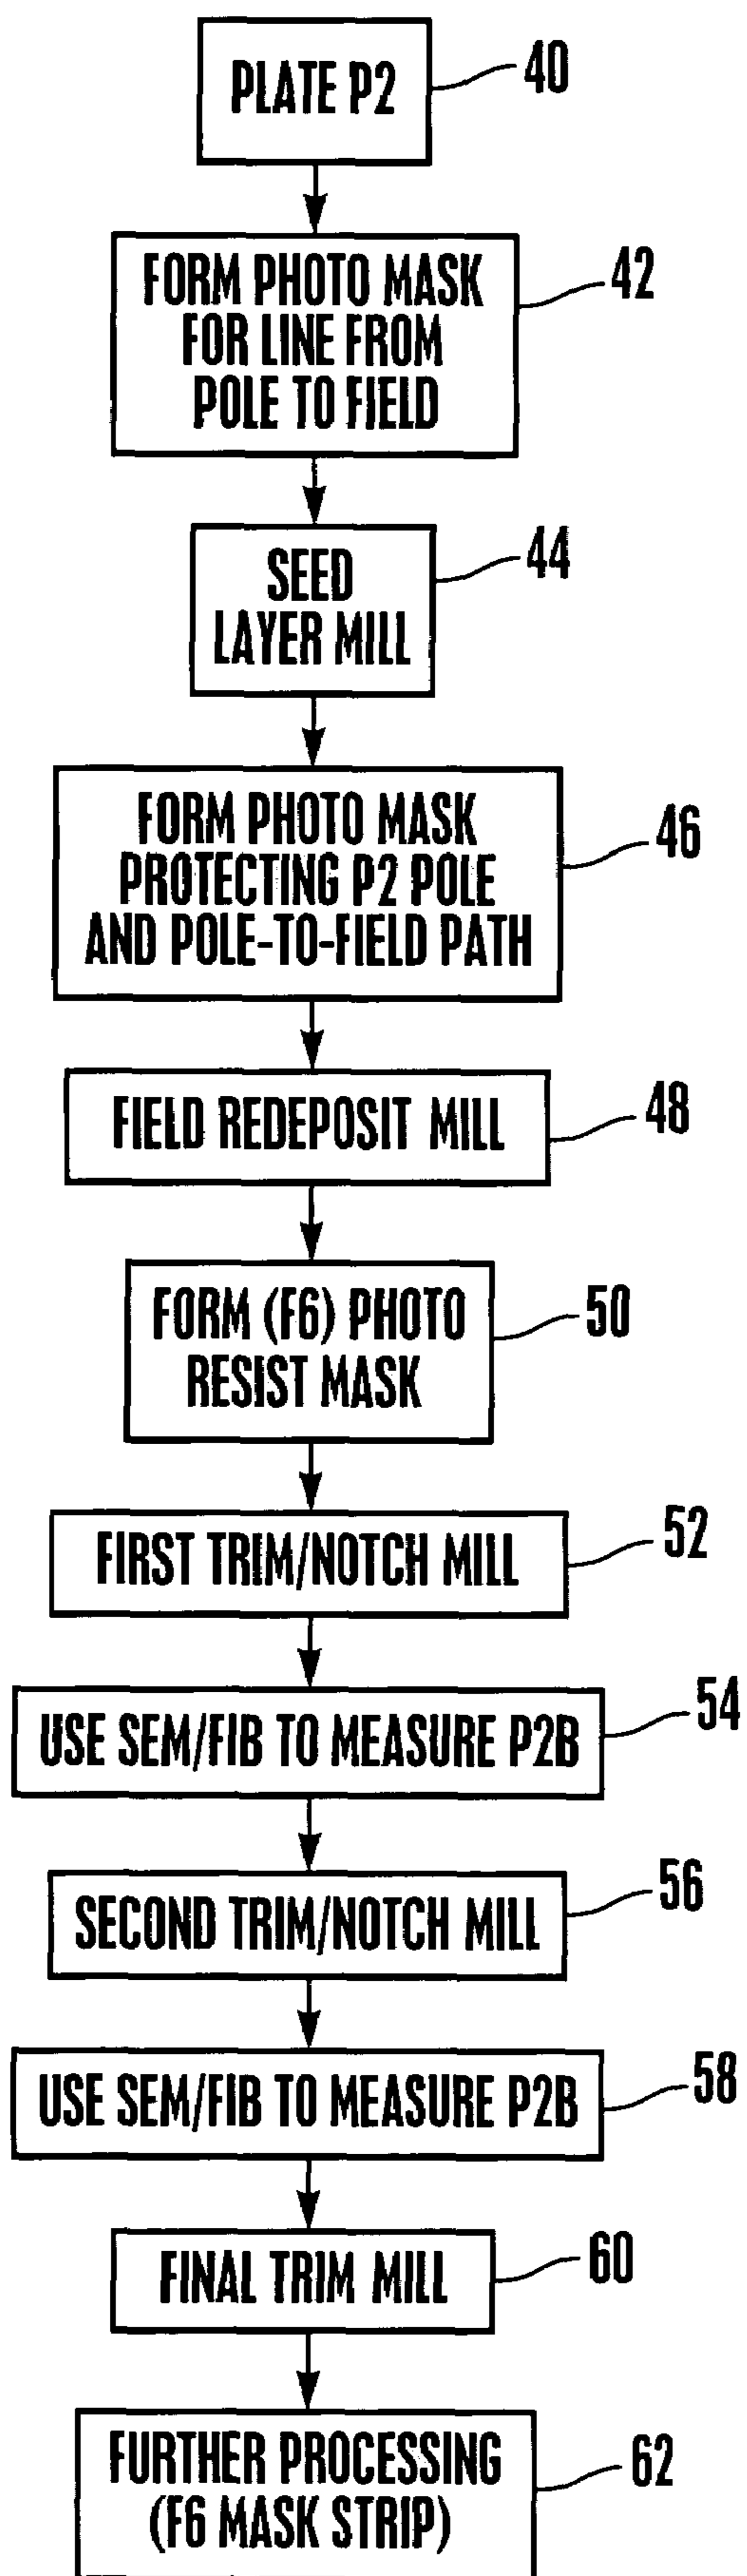 PLATE P2
40
FORM PHOTO MASK
FOR LINE FROM
POLE TO FIELD
42
SEED
LAYER MILL
44
FORM PHOTO MASK
PROTECTING P2 POLE
AND POLE-TO-FIELD PATH
46
FIELD REDEPOSIT MILL
48
FORM (F6) PHOTO
RESIST MASK
50
FIRST TRIM/NOTCH MILL
52
USE SEM/FIB TO MEASURE P2B
54
SECOND TRIM/NOTCH MILL
56
USE SEM/FIB TO MEASURE P2B
58
FINAL TRIM MILL
60
FURTHER PROCESSING
(F6 MASK STRIP)
62